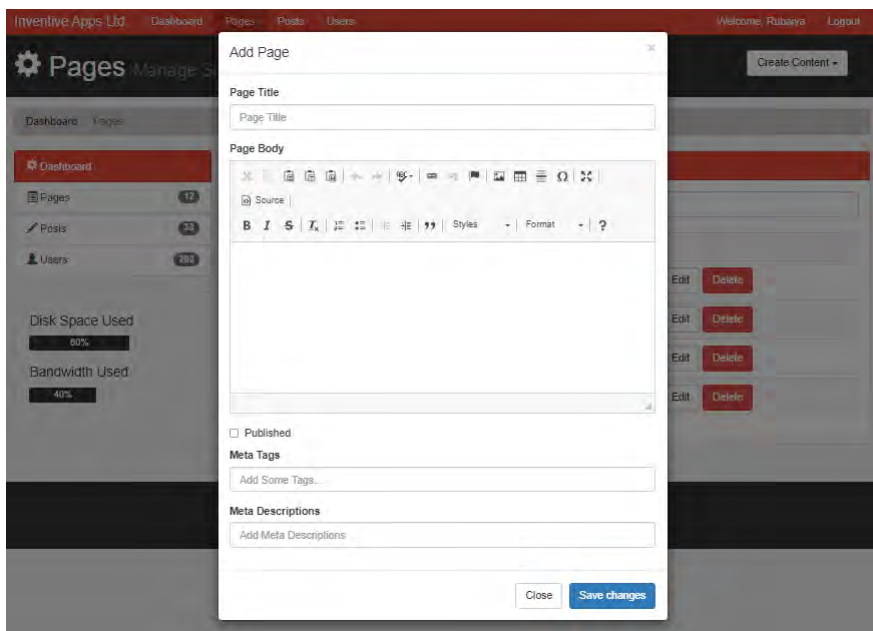 Inventive Apps Ltd Dashboard Pages Posts Users Welcome, Rubaiya Logout
Pages Manage S
Create Content
Dashboard Pages
Dashboard
Pages 12
Posts
Users
Disk Space Used
80%
Bandwidth Used
40%
Add Page
×
Page Title
Page Title
Page Body
Source
B I S Tx Styles Format ?
Published
Meta Tags
Add Some Tags...
Meta Descriptions
Add Meta Descriptions
Close Save changes
Edit Delete
Edit Delete
Edit Delete
Edit Delete